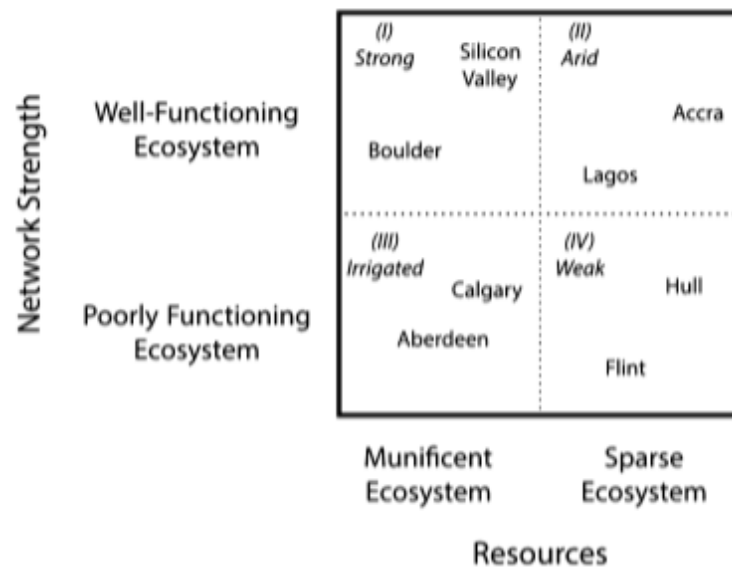 Network Strength
Well-Functioning
Ecosystem
Poorly Functioning
Ecosystem
(I)
Strong
Silicon
Valley
Boulder
(II)
Arid
Accra
Lagos
(III)
Irrigated
Calgary
Aberdeen
(IV)
Weak
Hull
Flint
Munificent
Ecosystem
Sparse
Ecosystem
Resources